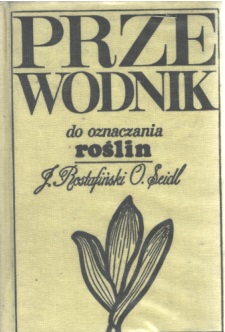 PRZE
WODNIK
do oznaczania
roślin
J. Rostafiński O. Seidl